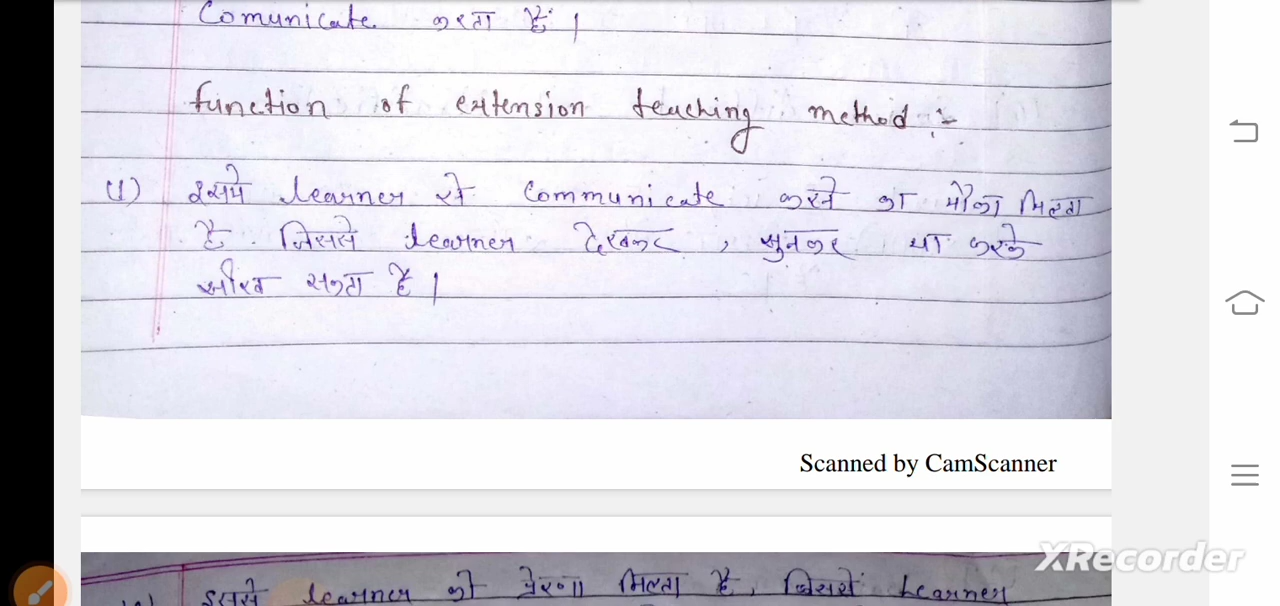 Comunicate करता है।
function of extension teaching method :-
(1) इसमे learner से communicate करने का मौका मिलता
है जिससे learner देखकर , सुनकर या करके
सीख सकता है।
Scanned by CamScanner
इससे learner को प्रेरणा मिलता है, जिससे learner
XRecorder